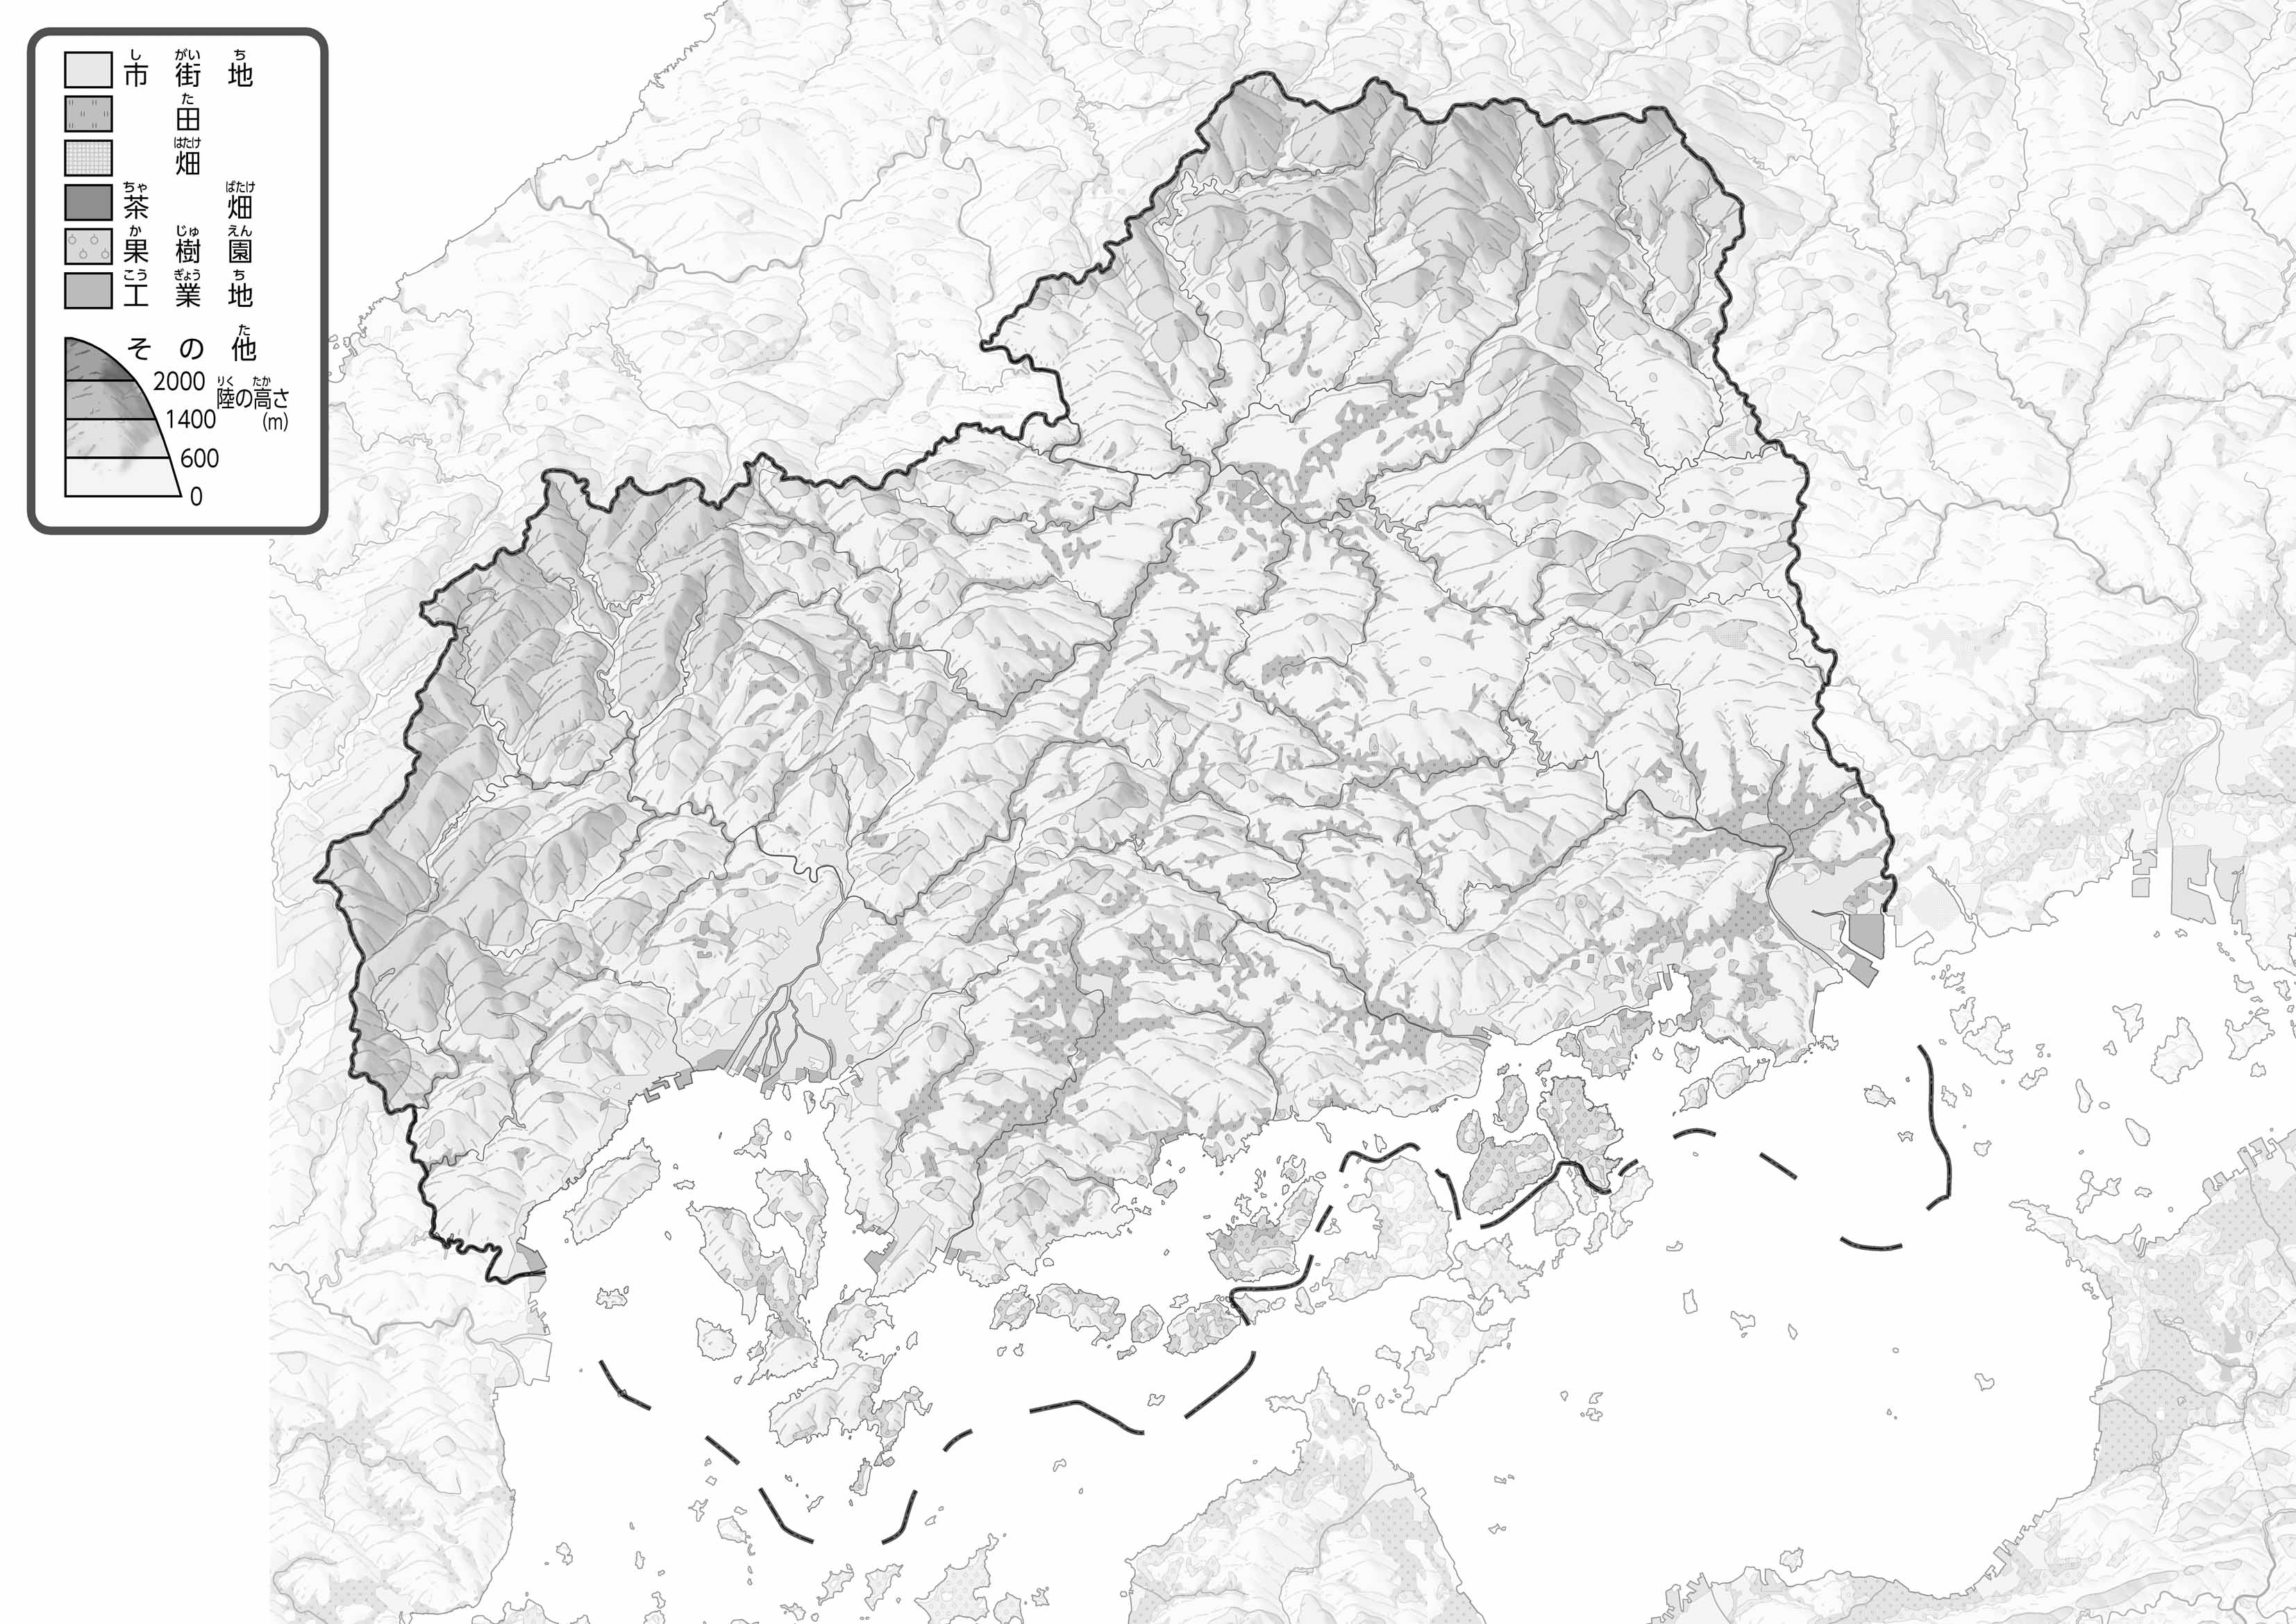 市街地
しがいち
田
た
畑
はたけ
茶畑
ちゃばたけ
果樹園
かじゅえん
工業地
こうぎょうち
その他
た
2000
陸の高さ
りくたか
1400
(m)
600
0